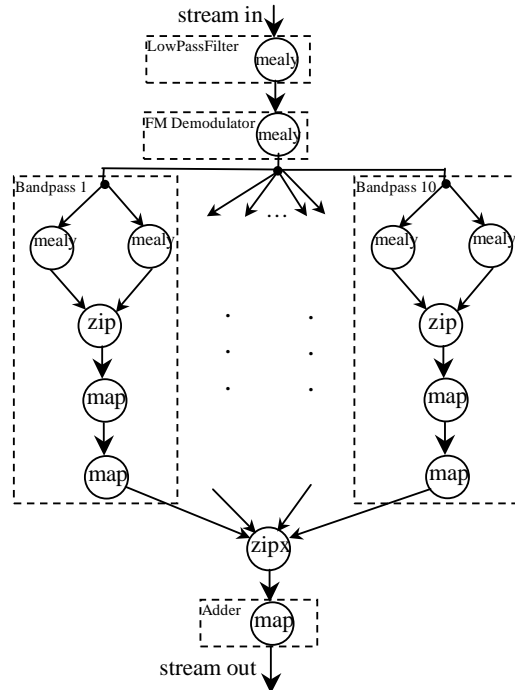 stream in
LowPassFilter
mealy
FM Demodulator
mealy
Bandpass 1
...
Bandpass 10
mealy
mealy
mealy
mealy
zip
zip
map
map
map
map
zipx
Adder
map
stream out